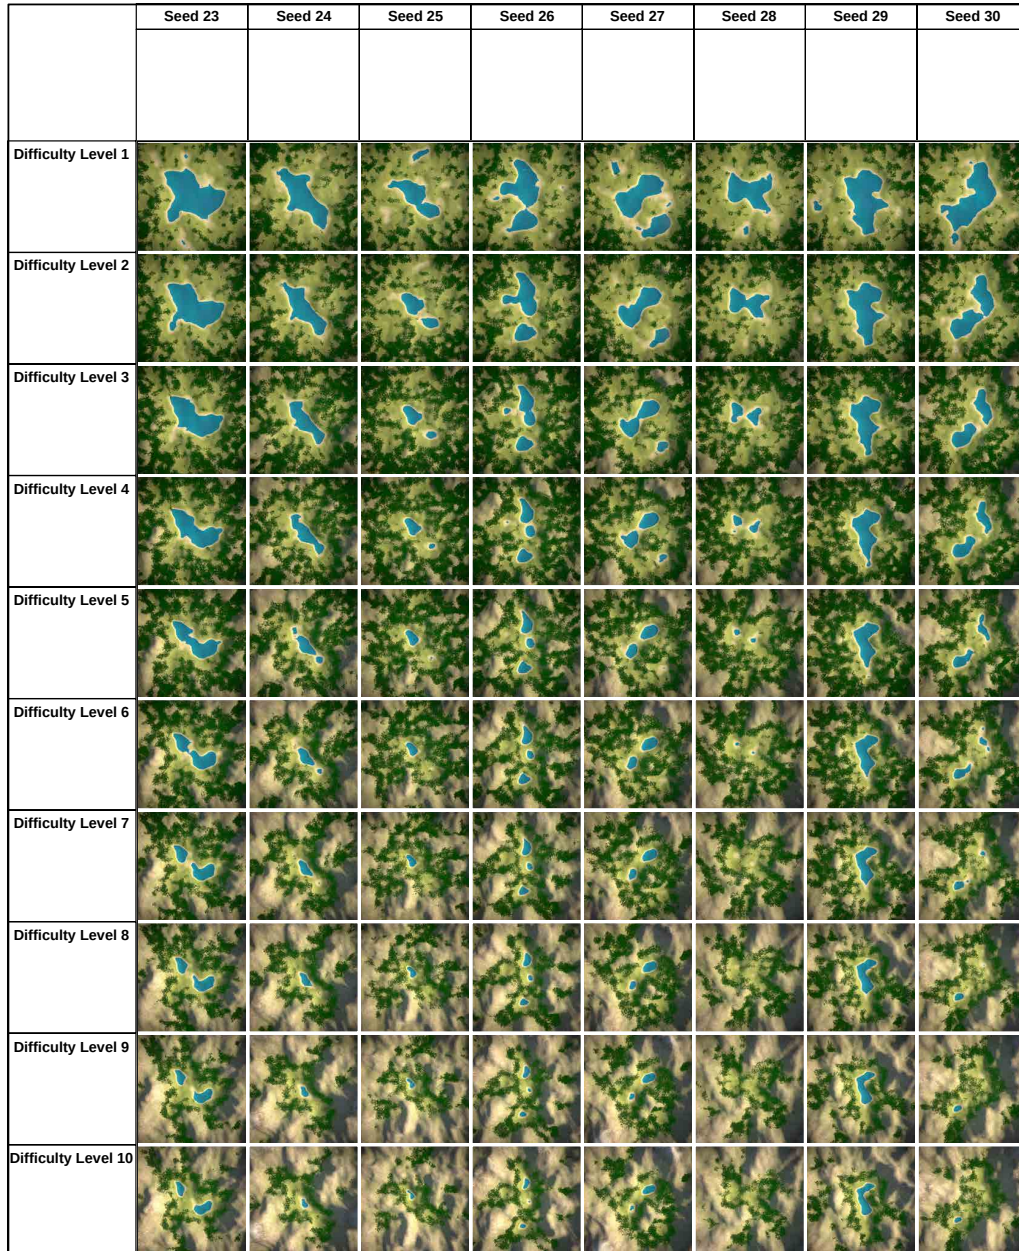 Seed 23 Seed 24 Seed 25 Seed 26 Seed 27 Seed 28 Seed 29 Seed 30
Difficulty Level 1
Difficulty Level 2
Difficulty Level 3
Difficulty Level 4
Difficulty Level 5
Difficulty Level 6
Difficulty Level 7
Difficulty Level 8
Difficulty Level 9
Difficulty Level 10